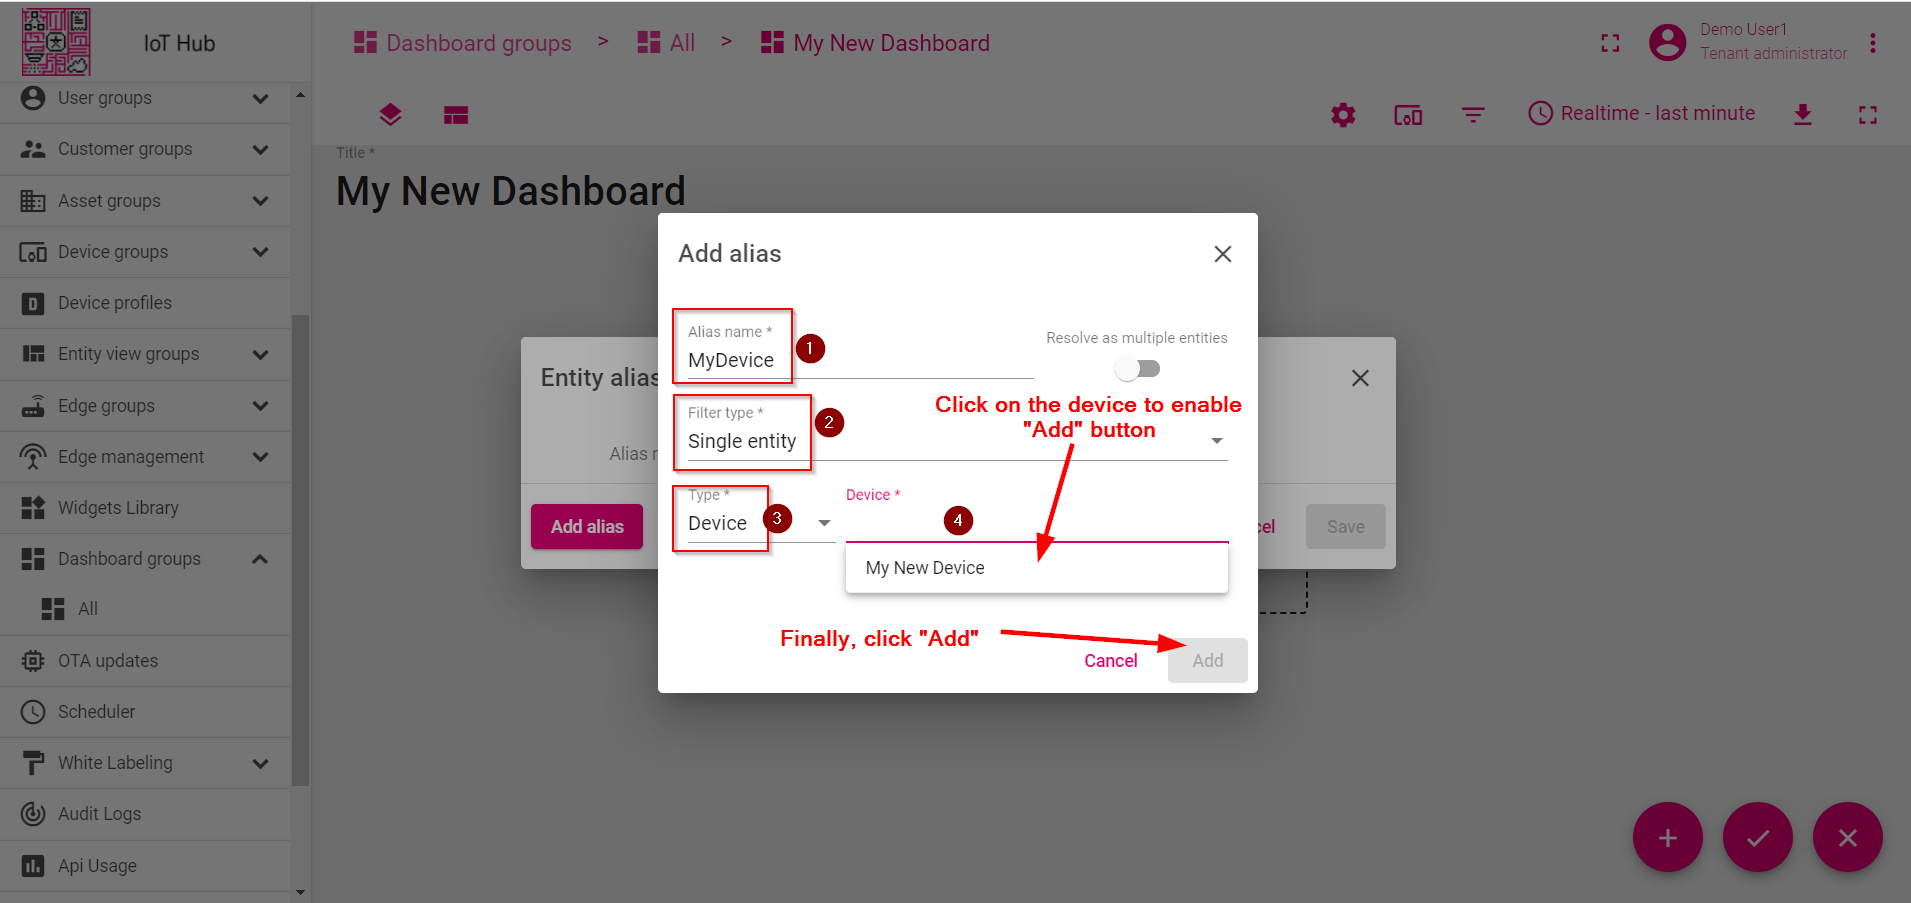 IoT Hub
Dashboard groups > All > My New Dashboard
Demo User1
Tenant administrator
User groups
Customer groups
Asset groups
Device groups
Device profiles
Entity view groups
Edge groups
Edge management
Widgets Library
Dashboard groups
All
OTA updates
Scheduler
White Labeling
Audit Logs
Api Usage
Realtime - last minute
Title *
My New Dashboard
Entity alias
Alias
Add alias
Save
Add alias
Alias name *
MyDevice
1
Resolve as multiple entities
Filter type *
Single entity
2
Click on the device to enable
"Add" button
Type *
Device
3
Device *
4
My New Device
Finally, click "Add"
Cancel
Add